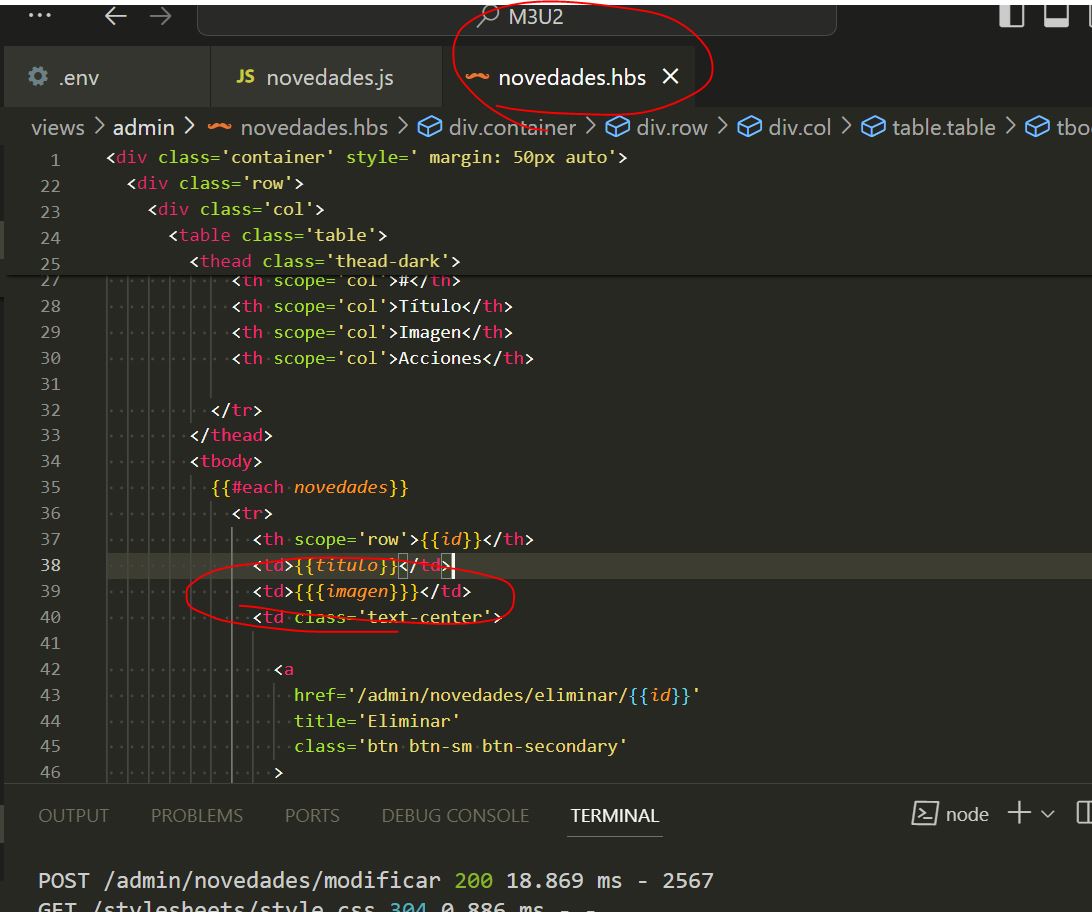 M3U2
.env JS novedades.js novedades.hbs
views > admin > novedades.hbs > div.container > div.row > div.col > table.table > tbo
1 <div class='container' style=' margin: 50px auto'>
22 <div class='row'>
23 <div class='col'>
24 <table class='table'>
25 <thead class='thead-dark'>
27 <th scope='col'>#</th>
28 <th scope='col'>Título</th>
29 <th scope='col'>Imagen</th>
30 <th scope='col'>Acciones</th>
31
32 </tr>
33 </thead>
34 <tbody>
35 {{#each novedades}}
36 <tr>
37 <th scope='row'>{{id}}</th>
38 <td>{{titulo}}</td>
39 <td>{{{imagen}}}</td>
40 <td class='text-center'>
41
42 <a
43 href='/admin/novedades/eliminar/{{id}}'
44 title='Eliminar'
45 class='btn btn-sm btn-secondary'
46 >
OUTPUT PROBLEMS PORTS DEBUG CONSOLE TERMINAL node
POST /admin/novedades/modificar 200 18.869 ms - 2567
GET /stylesheets/style.css 304 0.886 ms - -